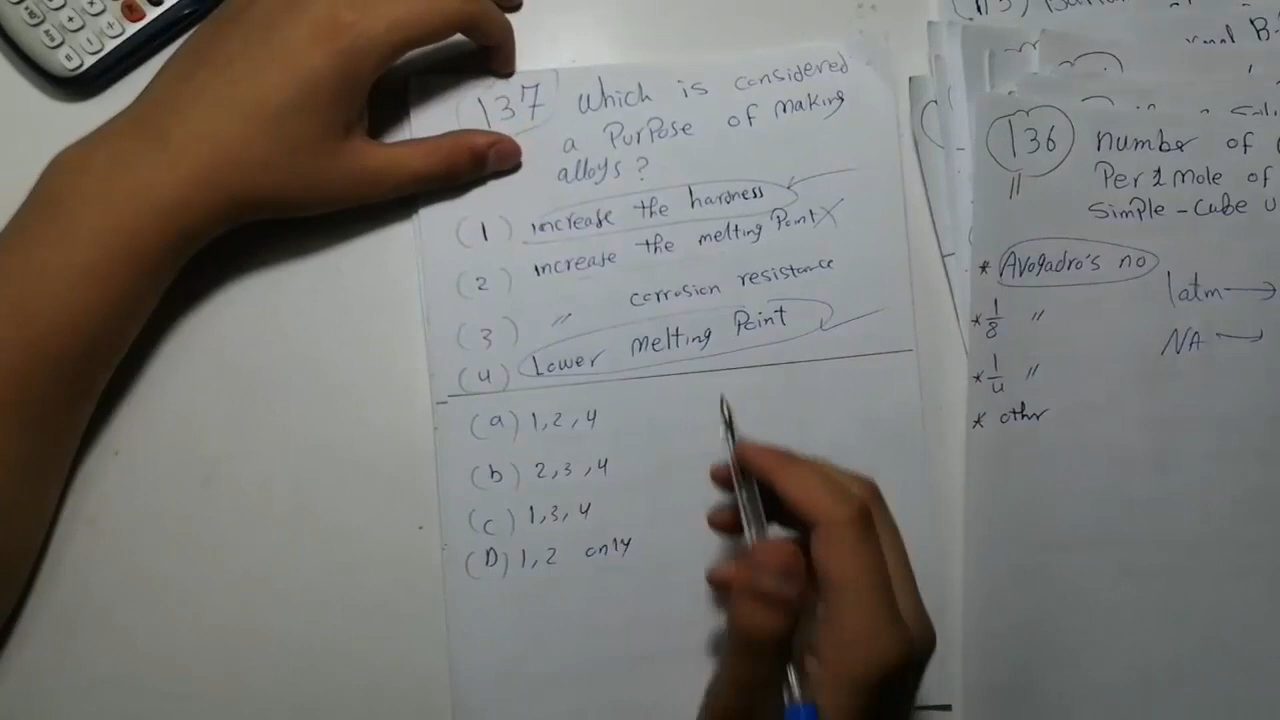 137 Which is considered
a Purpose of making
alloys?
(1) increase the hardness
(2) increase the melting Point X
(3) 〃 corrosion resistance
(4) Lower melting Point
(a) 1,2,4
(b) 2,3,4
(c) 1,3,4
(D) 1,2 only
136 number of
〃 Per 1 Mole of
Simple-Cube U
* Avogadro's no
* 1/8 〃
* 1/4 〃
* other
1atm →
NA →